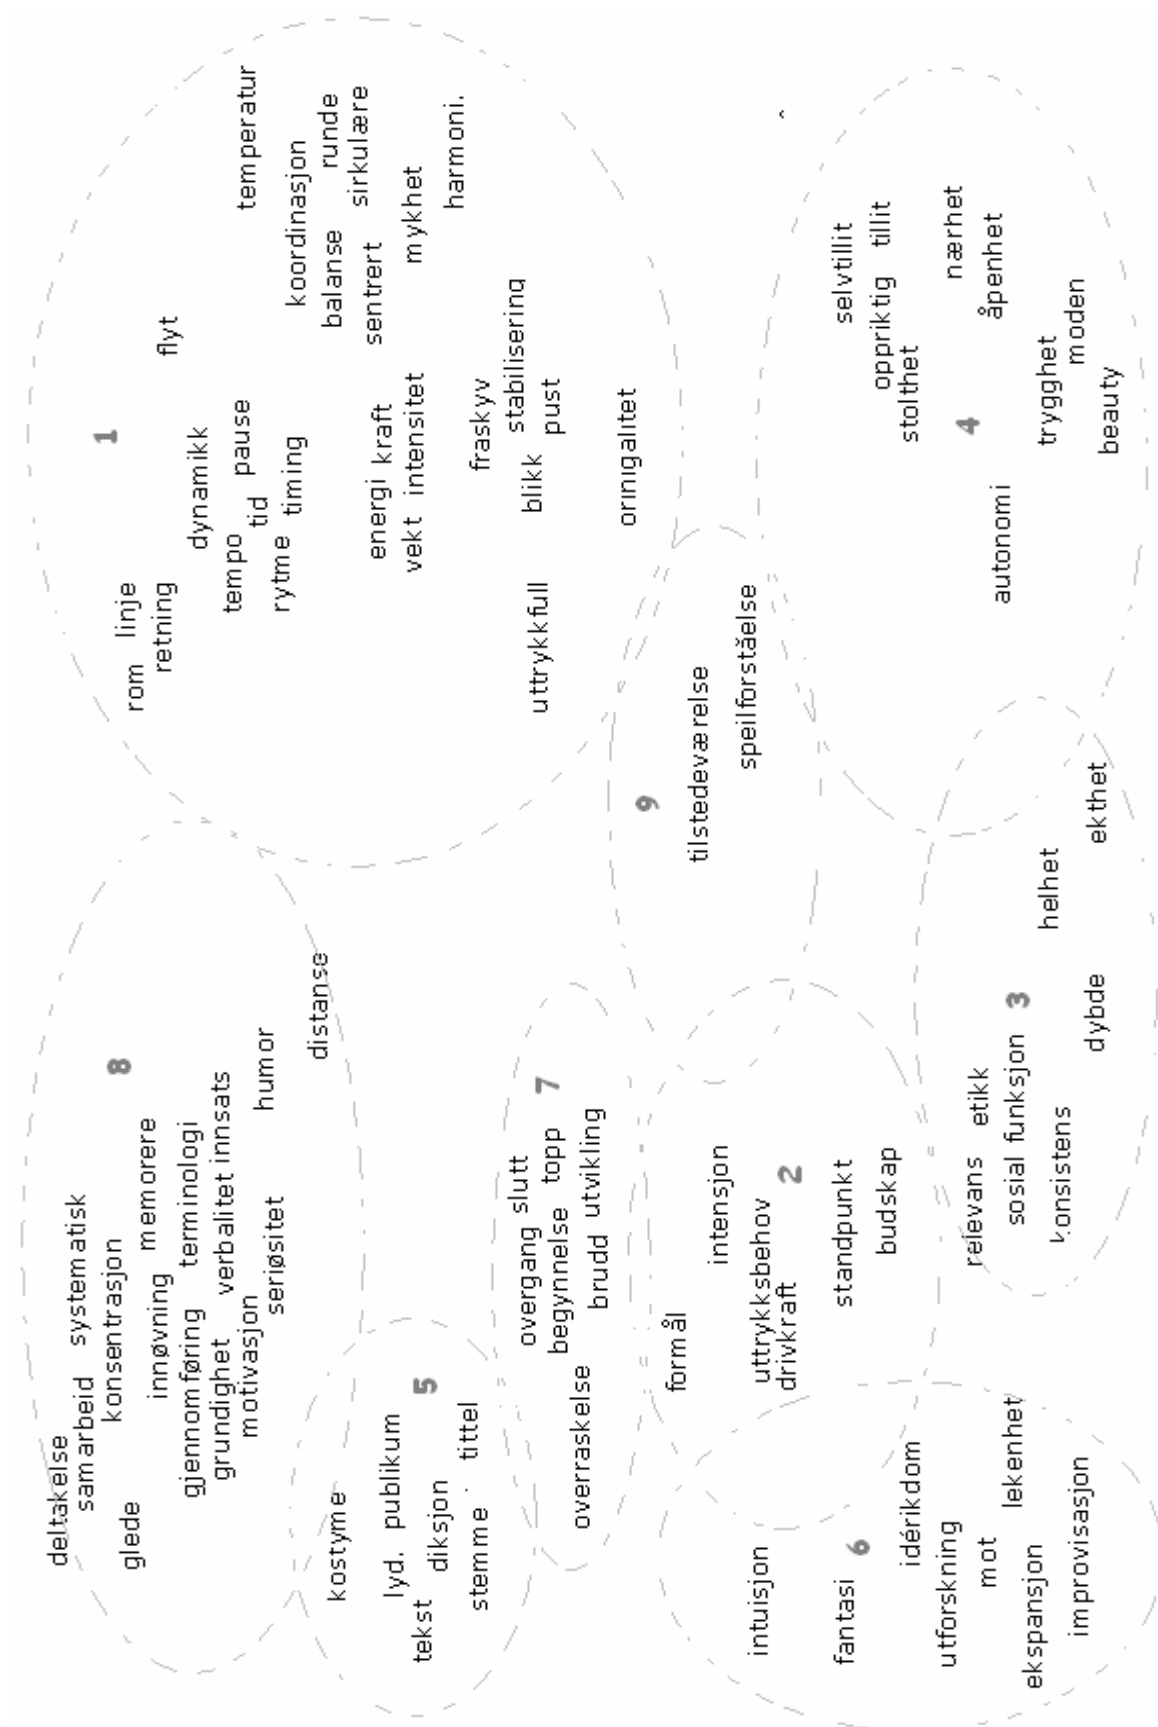 8
deltakelse
samarbeid systematisk
glede
konsentrasjon
innøvning memorere
gjennomføring terminologi
grundighet verbalitet innsats
motivasjon
seriøsitet humor
distanse
1
rom linje
retning
flyt
dynamikk
tempo pause
tid
rytme timing
temperatur
koordinasjon
balanse runde
sentrert sirkulære
energi kraft
vekt intensitet
mykhet
harmoni.
fraskyv
stabilisering
blikk pust
uttrykkfull
orinigalitet
5
kostyme
lyd. publikum
tekst diksjon
stemme. tittel
7
overgang slutt
begynnelse topp
overraskelse brudd utvikling
9
tilstedeværelse
speilforståelse
2
formål intensjon
uttrykksbehov
drivkraft
standpunkt
budskap
6
intuisjon
fantasi
idérikdom
utforskning
mot
lekenhet
ekspansjon
improvisasjon
3
relevans etikk
sosial funksjon
helhet
konsistens
dybde
ekthet
4
selvtillit
oppriktig tillit
stolthet
nærhet
autonomi
åpenhet
trygghet
moden
beauty